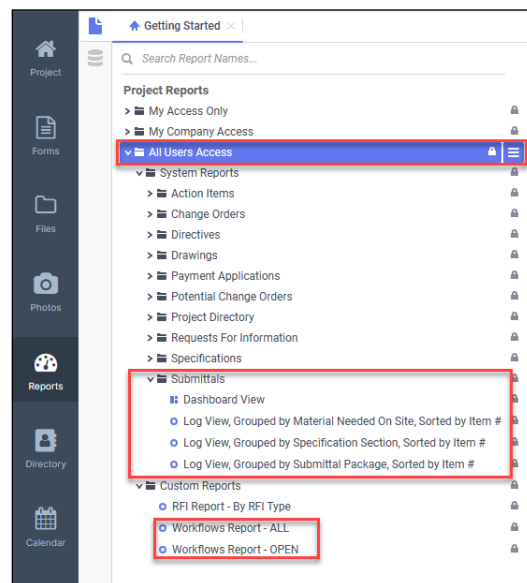 Getting Started
Project
Search Report Names...
Project Reports
My Access Only
My Company Access
Forms
All Users Access
System Reports
Action Items
Change Orders
Files
Directives
Drawings
Payment Applications
Photos
Potential Change Orders
Project Directory
Requests For Information
Specifications
Reports
Submittals
Dashboard View
Log View, Grouped by Material Needed On Site, Sorted by Item #
Log View, Grouped by Specification Section, Sorted by Item #
Directory
Log View, Grouped by Submittal Package, Sorted by Item #
Custom Reports
RFI Report - By RFI Type
Workflows Report - ALL
Calendar
Workflows Report - OPEN